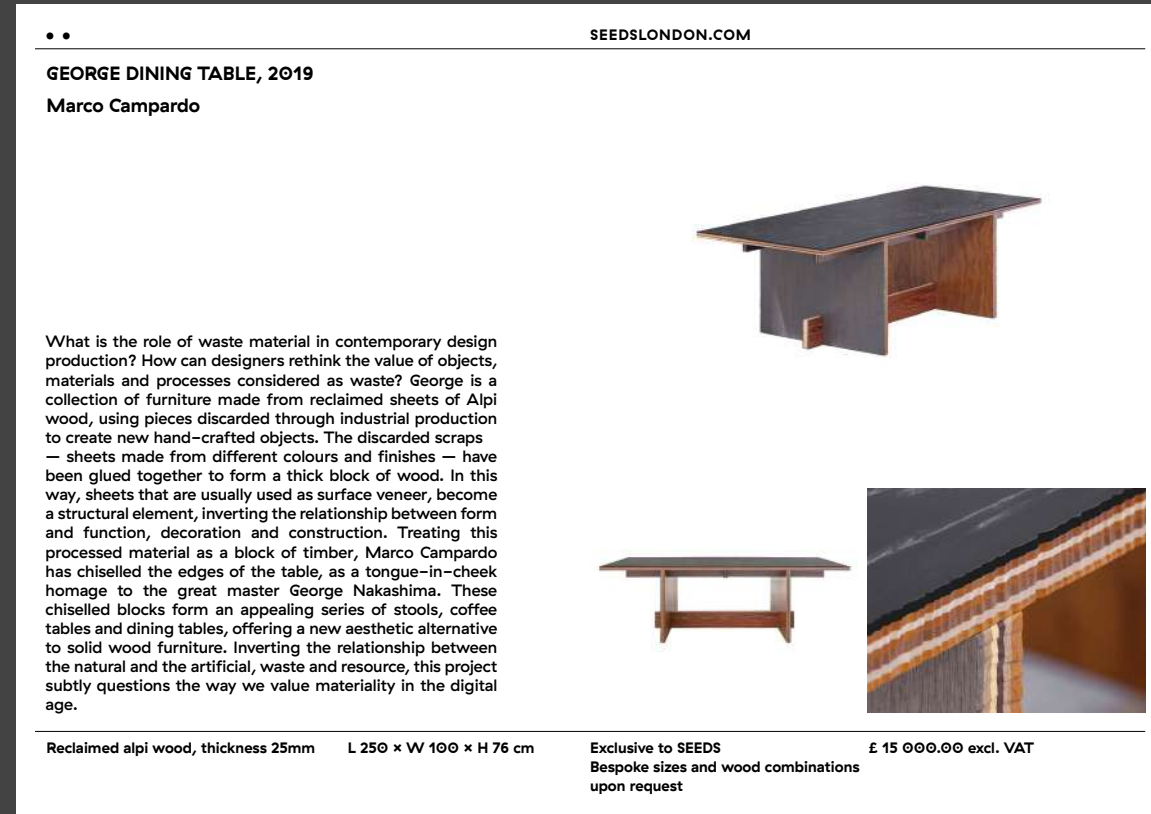 SEEDSLONDON.COM
GEORGE DINING TABLE, 2019
Marco Campardo
What is the role of waste material in contemporary design
production? How can designers rethink the value of objects,
materials and processes considered as waste? George is a
collection of furniture made from reclaimed sheets of Alpi
wood, using pieces discarded through industrial production
to create new hand-crafted objects. The discarded scraps
— sheets made from different colours and finishes — have
been glued together to form a thick block of wood. In this
way, sheets that are usually used as surface veneer, become
a structural element, inverting the relationship between form
and function, decoration and construction. Treating this
processed material as a block of timber, Marco Campardo
has chiselled the edges of the table, as a tongue-in-cheek
homage to the great master George Nakashima. These
chiselled blocks form an appealing series of stools, coffee
tables and dining tables, offering a new aesthetic alternative
to solid wood furniture. Inverting the relationship between
the natural and the artificial, waste and resource, this project
subtly questions the way we value materiality in the digital
age.
Reclaimed alpi wood, thickness 25mm
L 250 × W 100 × H 76 cm
Exclusive to SEEDS
Bespoke sizes and wood combinations
upon request
£ 15 000.00 excl. VAT